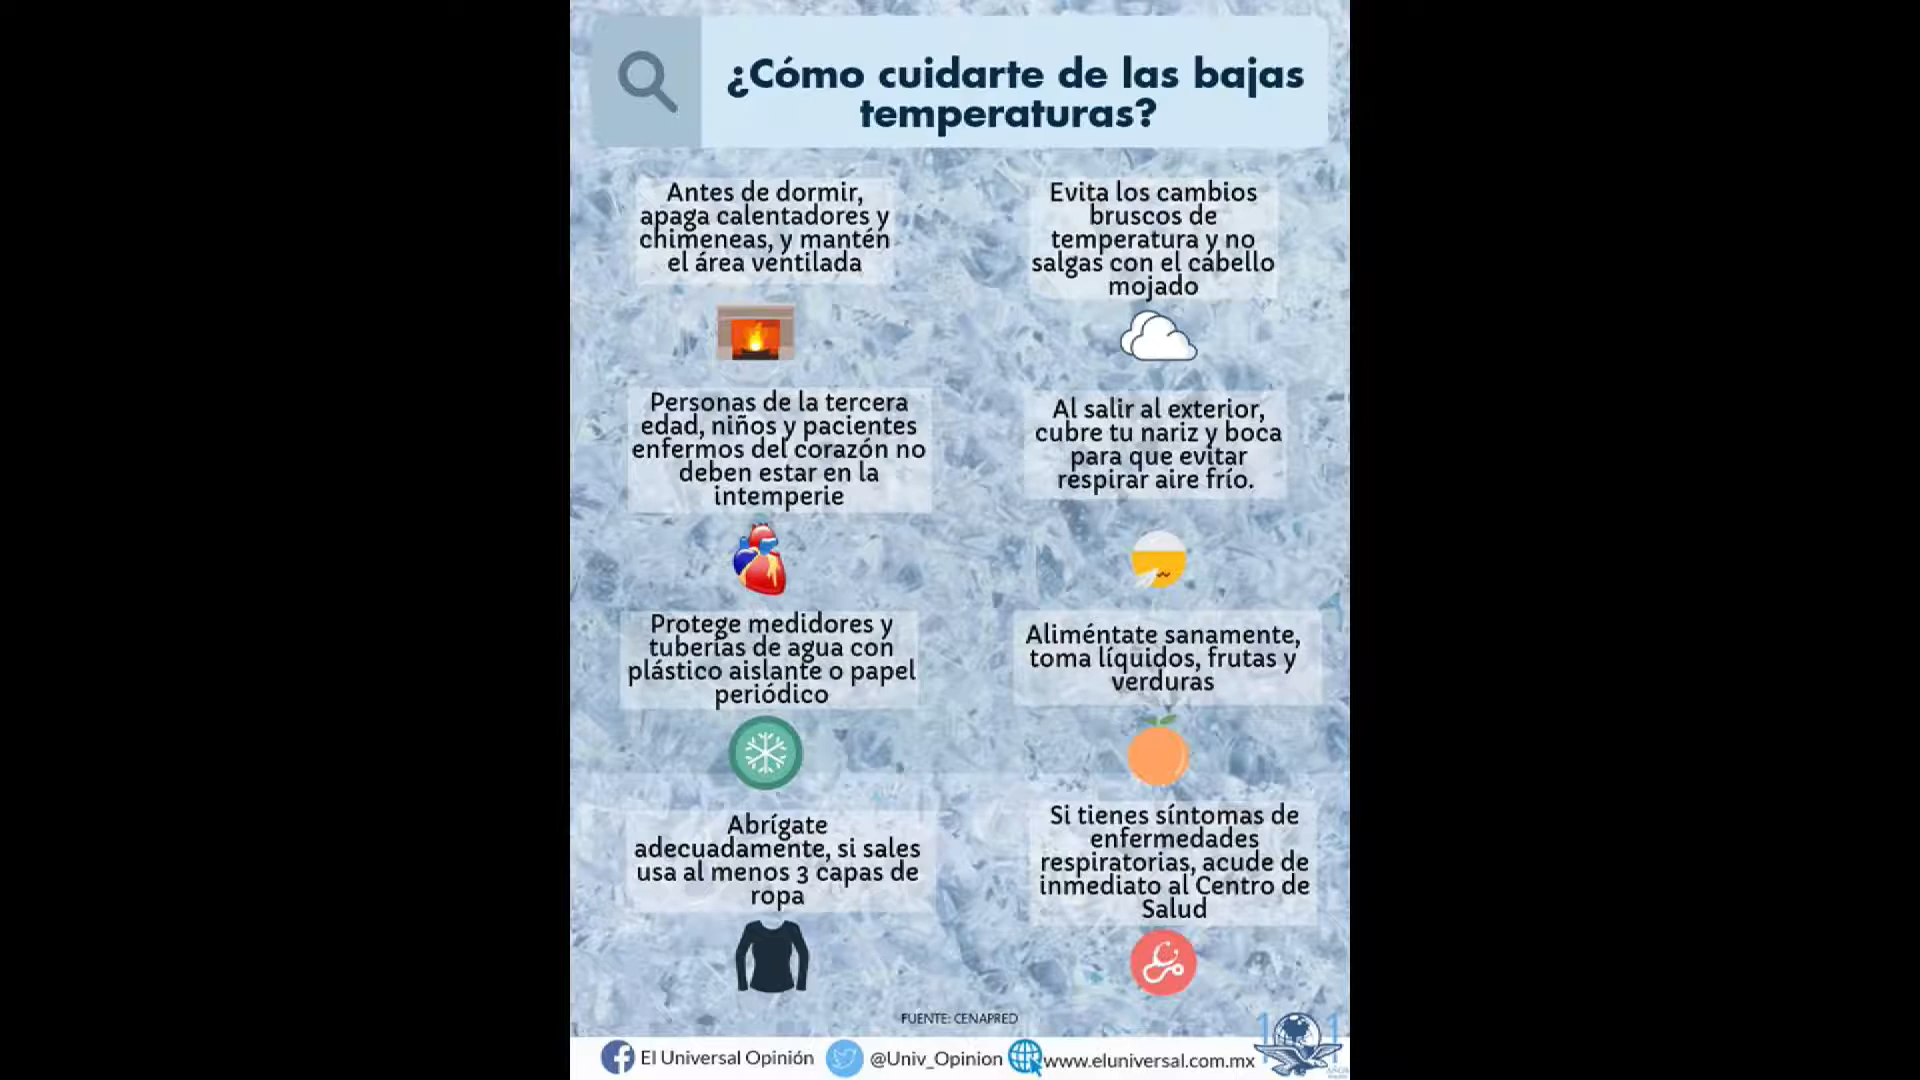 ¿Cómo cuidarte de las bajas
temperaturas?
Antes de dormir,
apaga calentadores y
chimeneas, y mantén
el área ventilada
Evita los cambios
bruscos de
temperatura y no
salgas con el cabello
mojado
Personas de la tercera
edad, niños y pacientes
enfermos del corazón no
deben estar en la
intemperie
Al salir al exterior,
cubre tu nariz y boca
para que evitar
respirar aire frío.
Protege medidores y
tuberías de agua con
plástico aislante o papel
periódico
Aliméntate sanamente,
toma líquidos, frutas y
verduras
Abrígate
adecuadamente, si sales
usa al menos 3 capas de
ropa
Si tienes síntomas de
enfermedades
respiratorias, acude de
inmediato al Centro de
Salud
FUENTE: CENAPRED
El Universal Opinión
@Univ_Opinion
www.eluniversal.com.mx